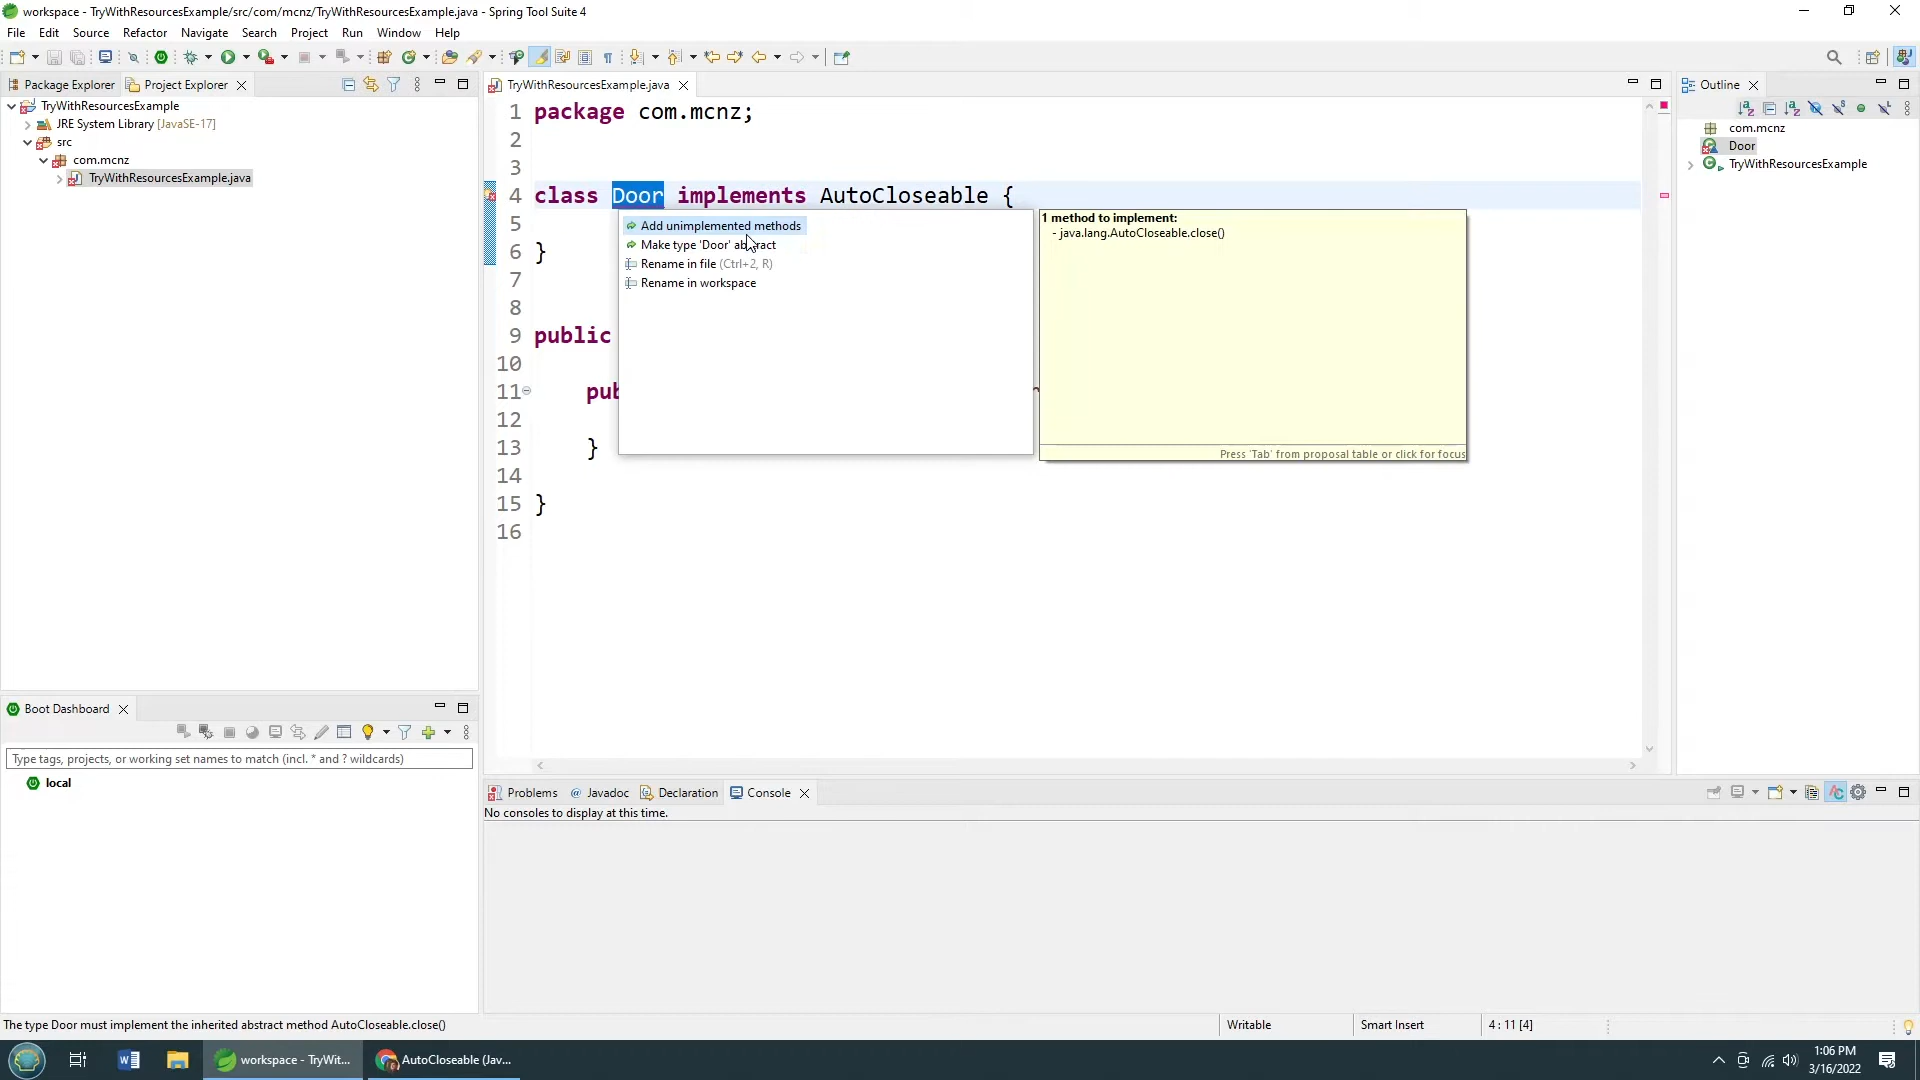 workspace - TryWithResourcesExample/src/com/mcnz/TryWithResourcesExample.java - Spring Tool Suite 4
File Edit Source Refactor Navigate Search Project Run Window Help
Package Explorer Project Explorer
TryWithResourcesExample
JRE System Library [JavaSE-17]
src
com.mcnz
TryWithResourcesExample.java
TryWithResourcesExample.java
1 package com.mcnz;
2
3
4 class Door implements AutoCloseable {
5
6 }
7
8
9 public
10
11 pub
12
13 }
14
15 }
16
Add unimplemented methods
Make type 'Door' abstract
Rename in file (Ctrl+2, R)
Rename in workspace
1 method to implement:
- java.lang.AutoCloseable.close()
Press 'Tab' from proposal table or click for focus
Outline
com.mcnz
Door
TryWithResourcesExample
Boot Dashboard
Type tags, projects, or working set names to match (incl. * and ? wildcards)
local
Problems @ Javadoc Declaration Console
No consoles to display at this time.
The type Door must implement the inherited abstract method AutoCloseable.close()
Writable Smart Insert 4 : 11 [4]
workspace - TryWit...
AutoCloseable (Jav...
1:06 PM
3/16/2022